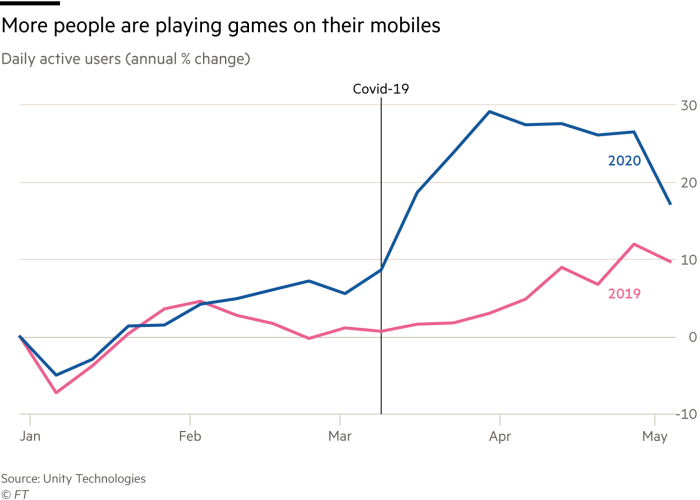 More people are playing games on their mobiles
Daily active users (annual % change)
Covid-19
30
2020
20
10
2019
0
-10
Jan Feb Mar Apr May
Source: Unity Technologies
© FT